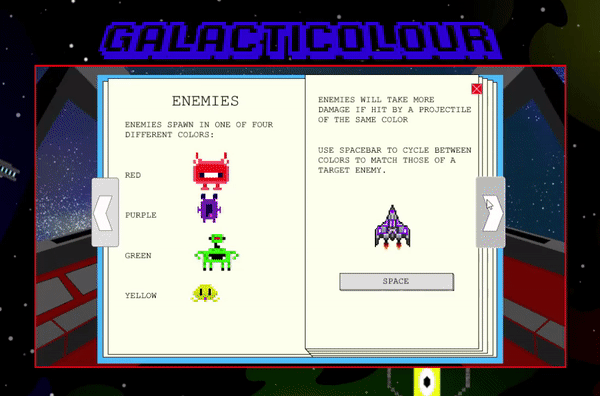 GALACTICOLOUR
ENEMIES
ENEMIES SPAWN IN ONE OF FOUR
DIFFERENT COLORS:
RED
PURPLE
GREEN
YELLOW
ENEMIES WILL TAKE MORE
DAMAGE IF HIT BY A PROJECTILE
OF THE SAME COLOR
USE SPACEBAR TO CYCLE BETWEEN
COLORS TO MATCH THOSE OF A
TARGET ENEMY.
SPACE